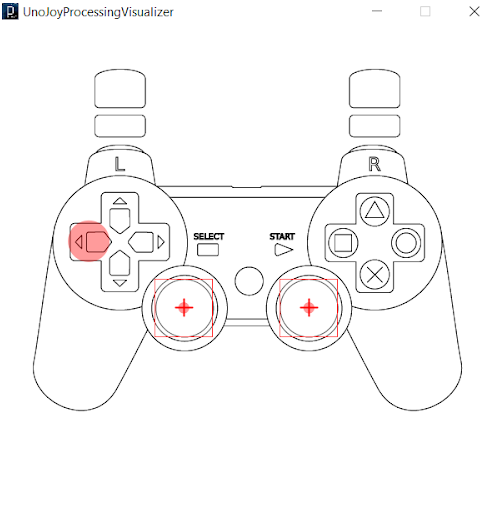 UnoJoyProcessingVisualizer
L
R
SELECT
START